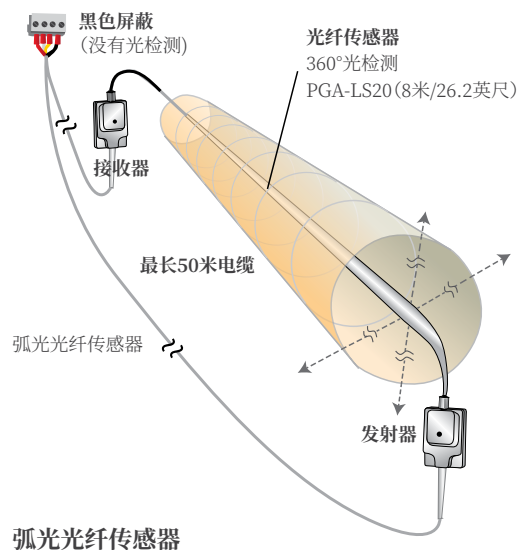 黑色屏蔽
（没有光检测)
光纤传感器
360°光检测
PGA-LS20（8米/26.2英尺）
接收器
最长50米电缆
弧光光纤传感器
发射器
弧光光纤传感器